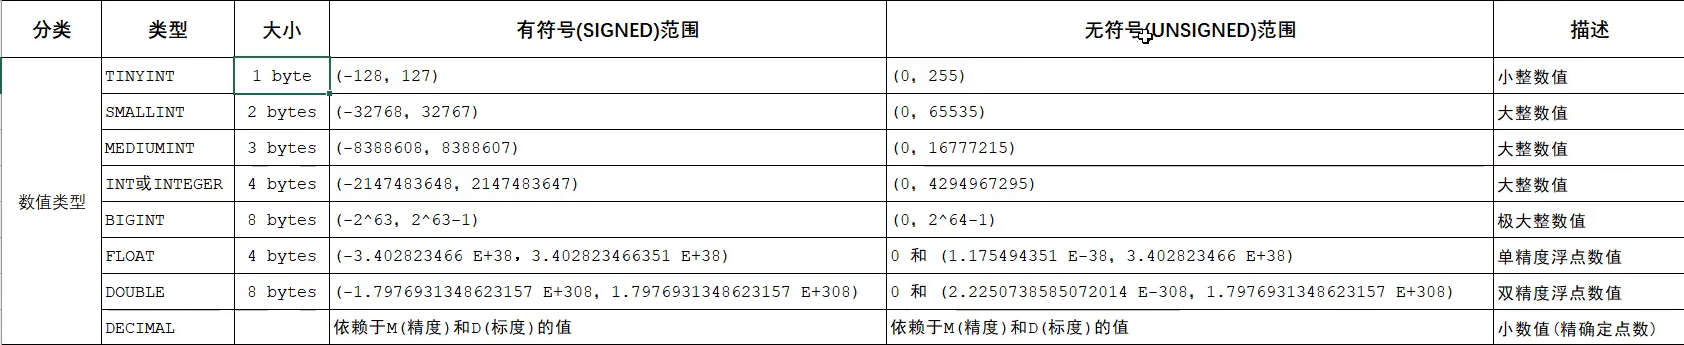 分类 类型 大小 有符号(SIGNED)范围 无符号(UNSIGNED)范围 描述
TINYINT 1 byte (-128, 127) (0, 255) 小整数值
SMALLINT 2 bytes (-32768, 32767) (0, 65535) 大整数值
MEDIUMINT 3 bytes (-8388608, 8388607) (0, 16777215) 大整数值
INT或INTEGER 4 bytes (-2147483648, 2147483647) (0, 4294967295) 大整数值
数值类型
BIGINT 8 bytes (-2^63, 2^63-1) (0, 2^64-1) 极大整数值
FLOAT 4 bytes (-3.402823466 E+38, 3.402823466351 E+38) 0 和 (1.175494351 E-38, 3.402823466 E+38) 单精度浮点数值
DOUBLE 8 bytes (-1.7976931348623157 E+308, 1.7976931348623157 E+308) 0 和 (2.2250738585072014 E-308, 1.7976931348623157 E+308) 双精度浮点数值
DECIMAL 依赖于M(精度)和D(标度)的值 依赖于M(精度)和D(标度)的值 小数值(精确定点数)